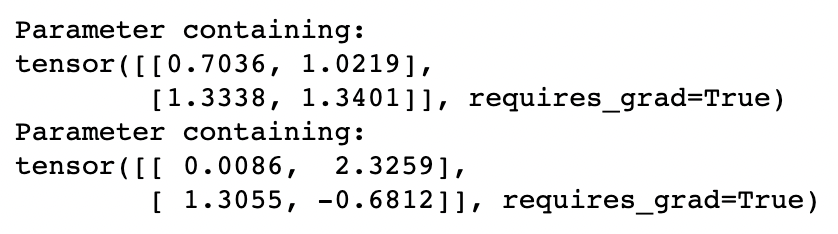 Parameter containing:
tensor([[0.7036, 1.0219],
        [1.3338, 1.3401]], requires_grad=True)
Parameter containing:
tensor([[ 0.0086,  2.3259],
        [ 1.3055, -0.6812]], requires_grad=True)